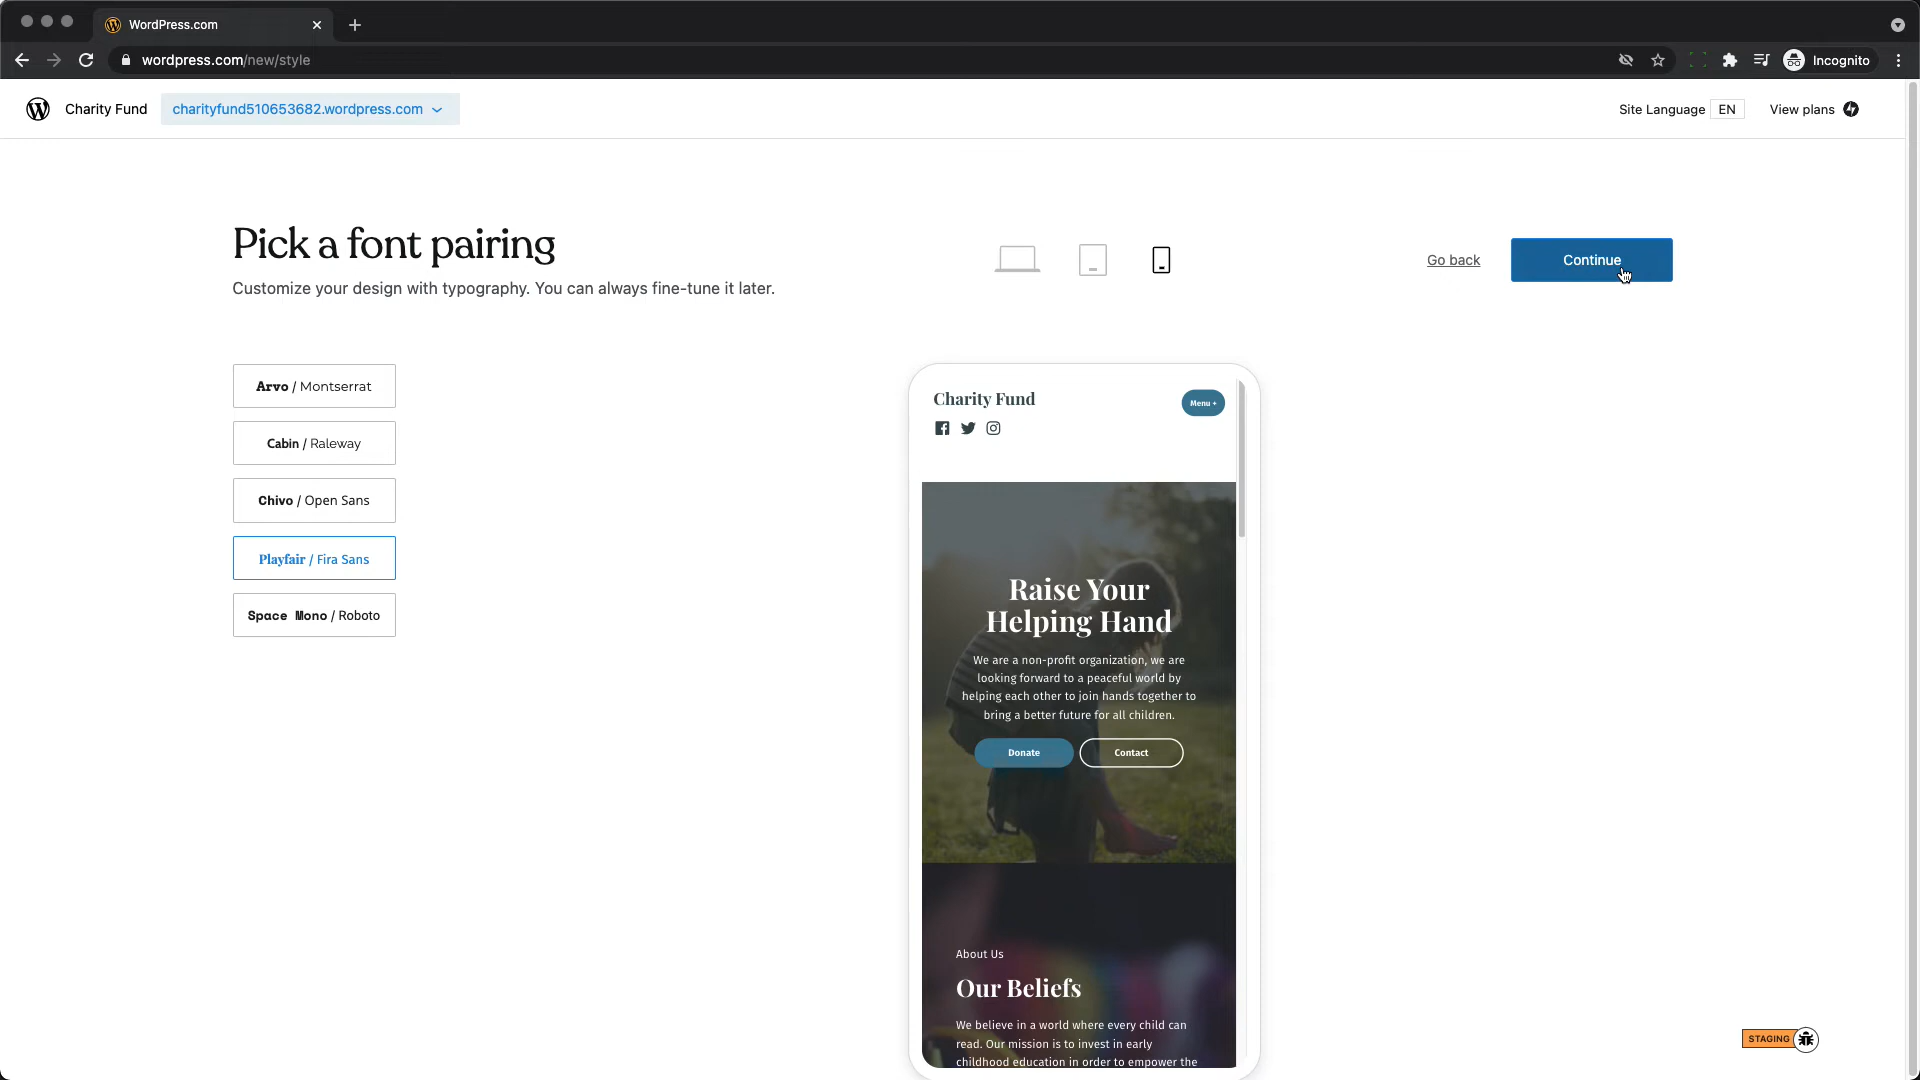 WordPress.com
wordpress.com/new/style
Incognito
Charity Fund
charityfund510653682.wordpress.com
Site Language EN
View plans
Pick a font pairing
Customize your design with typography. You can always fine-tune it later.
Go back
Continue
Arvo / Montserrat
Cabin / Raleway
Chivo / Open Sans
Playfair / Fira Sans
Space Mono / Roboto
Charity Fund
Menu +
Raise Your
Helping Hand
We are a non-profit organization, we are
looking forward to a peaceful world by
helping each other to join hands together to
bring a better future for all children.
Donate
Contact
About Us
Our Beliefs
We believe in a world where every child can
read. Our mission is to invest in early
childhood education in order to empower the
STAGING